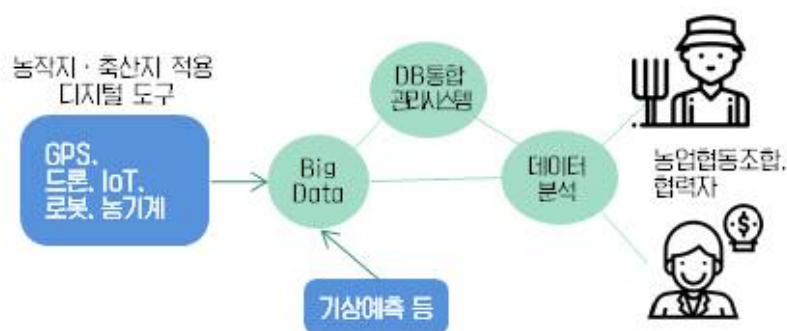 농작지 · 축산지 적용
디지털 도구
GPS,
드론, IoT,
로봇, 농기계
Big
Data
DB통합
관리시스템
데이터
분석
기상예측 등
농업협동조합,
협력자
$